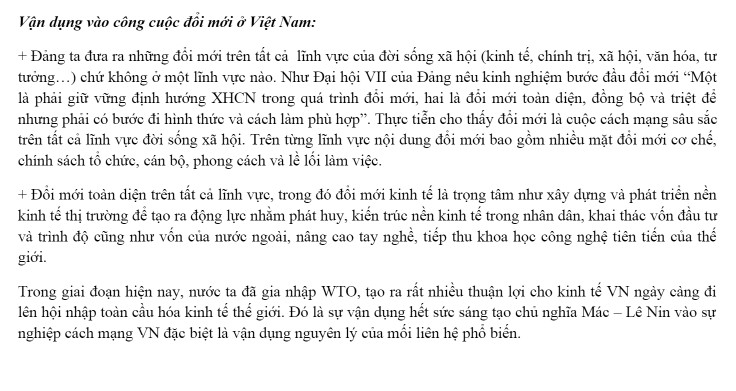 Vận dụng vào công cuộc đổi mới ở Việt Nam:
+ Đảng ta đưa ra những đổi mới trên tất cả lĩnh vực của đời sống xã hội (kinh tế, chính trị, xã hội, văn hóa, tư
tưởng…) chứ không ở một lĩnh vực nào. Như Đại hội VII của Đảng nêu kinh nghiệm bước đầu đổi mới “Một
là phải giữ vững định hướng XHCN trong quá trình đổi mới, hai là đổi mới toàn diện, đồng bộ và triệt để
nhưng phải có bước đi hình thức và cách làm phù hợp”. Thực tiễn cho thấy đổi mới là cuộc cách mạng sâu sắc
trên tất cả lĩnh vực đời sống xã hội. Trên từng lĩnh vực nội dung đổi mới bao gồm nhiều mặt đổi mới cơ chế,
chính sách tổ chức, cán bộ, phong cách và lề lối làm việc.
+ Đổi mới toàn diện trên tất cả lĩnh vực, trong đó đổi mới kinh tế là trọng tâm như xây dựng và phát triển nền
kinh tế thị trường để tạo ra động lực nhằm phát huy, kiến trúc nền kinh tế trong nhân dân, khai thác vốn đầu tư
và trình độ cũng như vốn của nước ngoài, nâng cao tay nghề, tiếp thu khoa học công nghệ tiên tiến của thế
giới.
Trong giai đoạn hiện nay, nước ta đã gia nhập WTO, tạo ra rất nhiều thuận lợi cho kinh tế VN ngày càng đi
lên hội nhập toàn cầu hóa kinh tế thế giới. Đó là sự vận dụng hết sức sáng tạo chủ nghĩa Mác – Lê Nin vào sự
nghiệp cách mạng VN đặc biệt là vận dụng nguyên lý của mối liên hệ phổ biến.